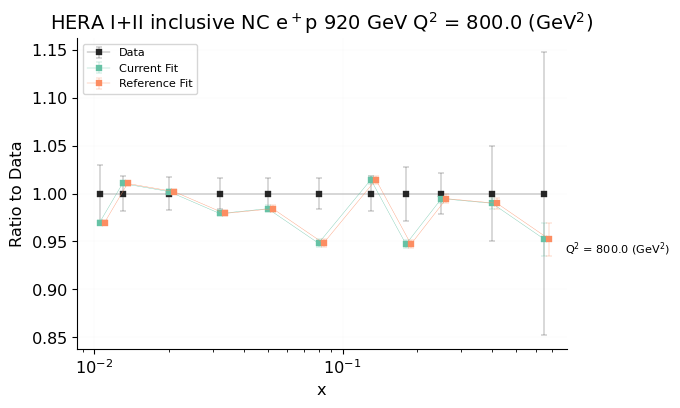 HERA I+II inclusive NC e⁺p 920 GeV Q² = 800.0 (GeV²)
Data
Current Fit
Reference Fit
Ratio to Data
1.15
1.10
1.05
1.00
0.95
0.90
0.85
Q² = 800.0 (GeV²)
10⁻²
10⁻¹
x